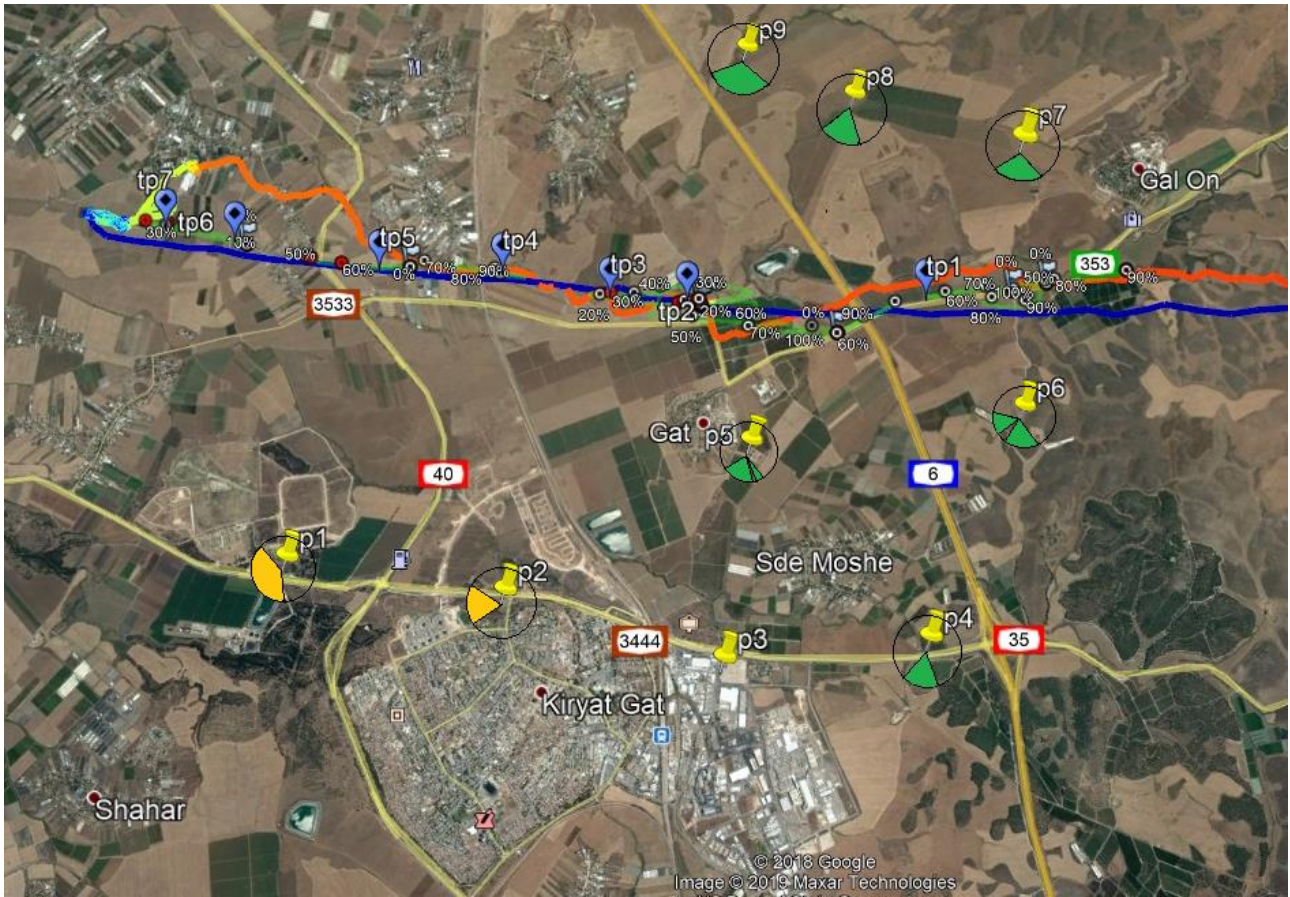 p9
p8
p7
Gal On
tp7
tp6
30%
10%
50%
tp5
60%
0%
70%
80%
tp4
90%
tp3
40%
30%
20%
30%
tp2
20%
50%
60%
70%
0%
100%
90%
60%
tp1
0%
70%
60%
100%
80%
0%
50%
80%
90%
90%
353
3533
p6
Gat
p5
40
6
p1
p2
Sde Moshe
p4
3444
p3
35
Kiryat Gat
Shahar
© 2018 Google
Image © 2019 Maxar Technologies